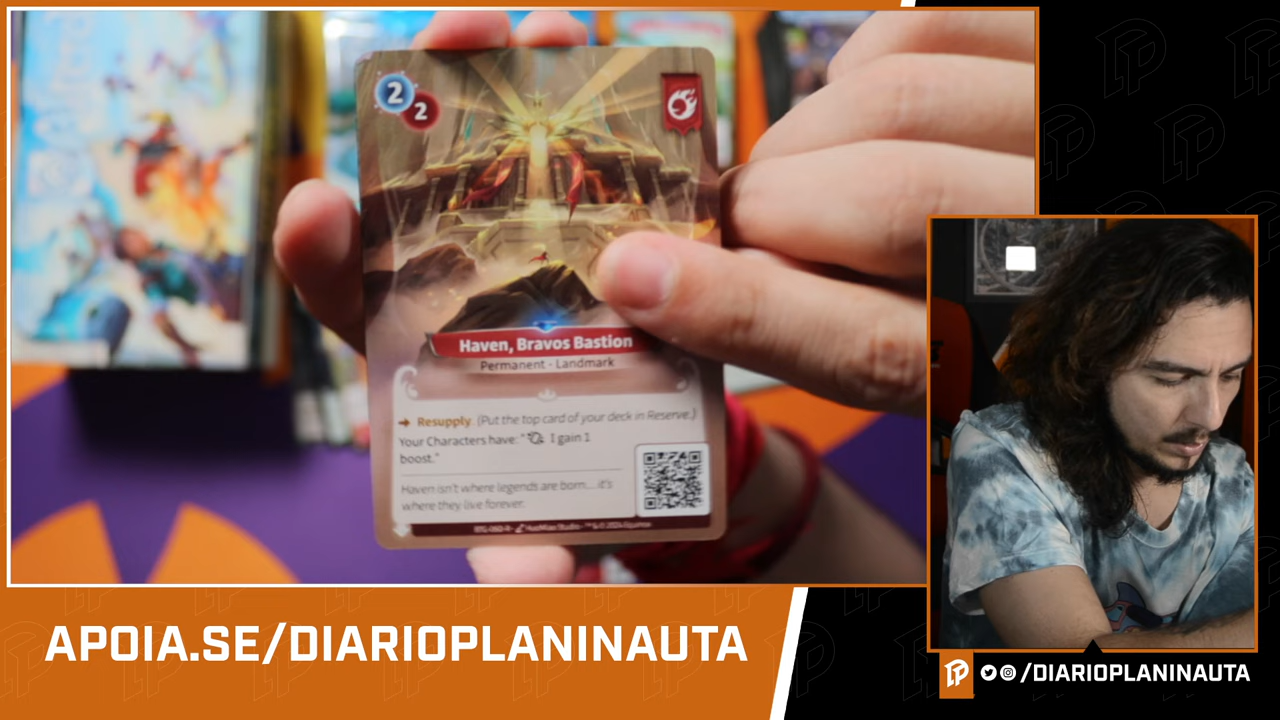 2
2
Haven, Bravos Bastion
Permanent - Landmark
Resupply. (Put the top card of your deck in Reserve.)
Your Characters have: " I gain 1
boost."
Haven isn't where legends are born... it's
where they live forever.
APOIA.SE/DIARIOPLANINAUTA
/DIARIOPLANINAUTA